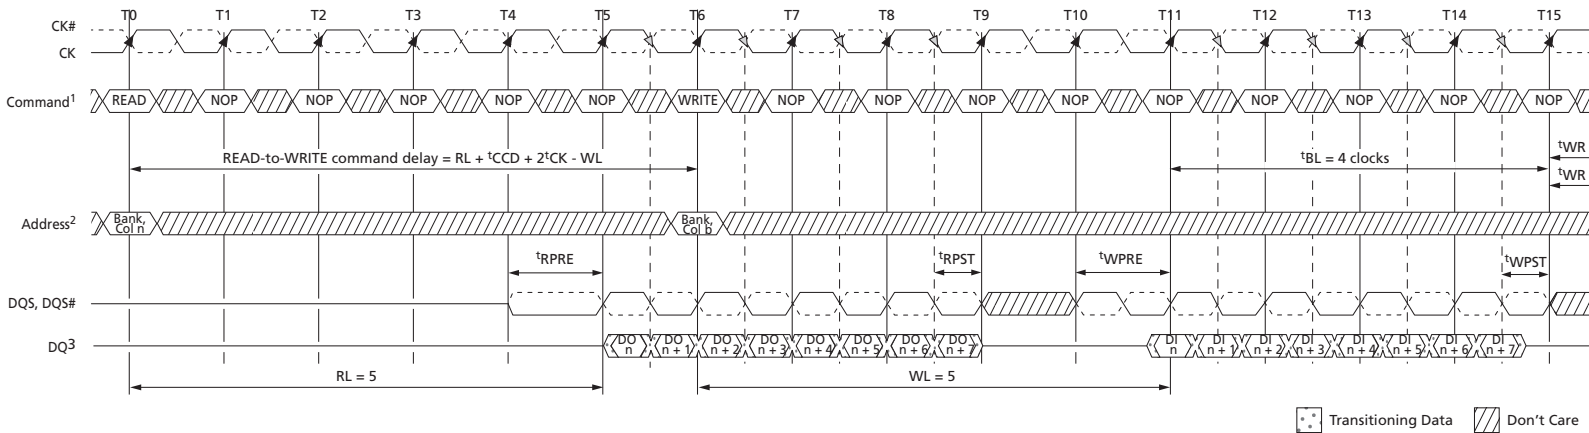 T0 T1 T2 T3 T4 T5 T6 T7 T8 T9 T10 T11 T12 T13 T14 T15
CK#
CK
Command1 READ NOP NOP NOP NOP NOP WRITE NOP NOP NOP NOP NOP NOP NOP NOP NOP
READ-to-WRITE command delay = RL + tCCD + 2tCK - WL
tBL = 4 clocks
tWR
tWR
Address2
Bank,
Col n
Bank,
Col b
tRPRE tRPST tWPRE tWPST
DQS, DQS#
DQ3
DO
n
DO
n + 1
DO
n + 2
DO
n + 3
DO
n + 4
DO
n + 5
DO
n + 6
DO
n + 7
DI
n
DI
n + 1
DI
n + 2
DI
n + 3
DI
n + 4
DI
n + 5
DI
n + 6
DI
n + 7
RL = 5 WL = 5
Transitioning Data Don't Care